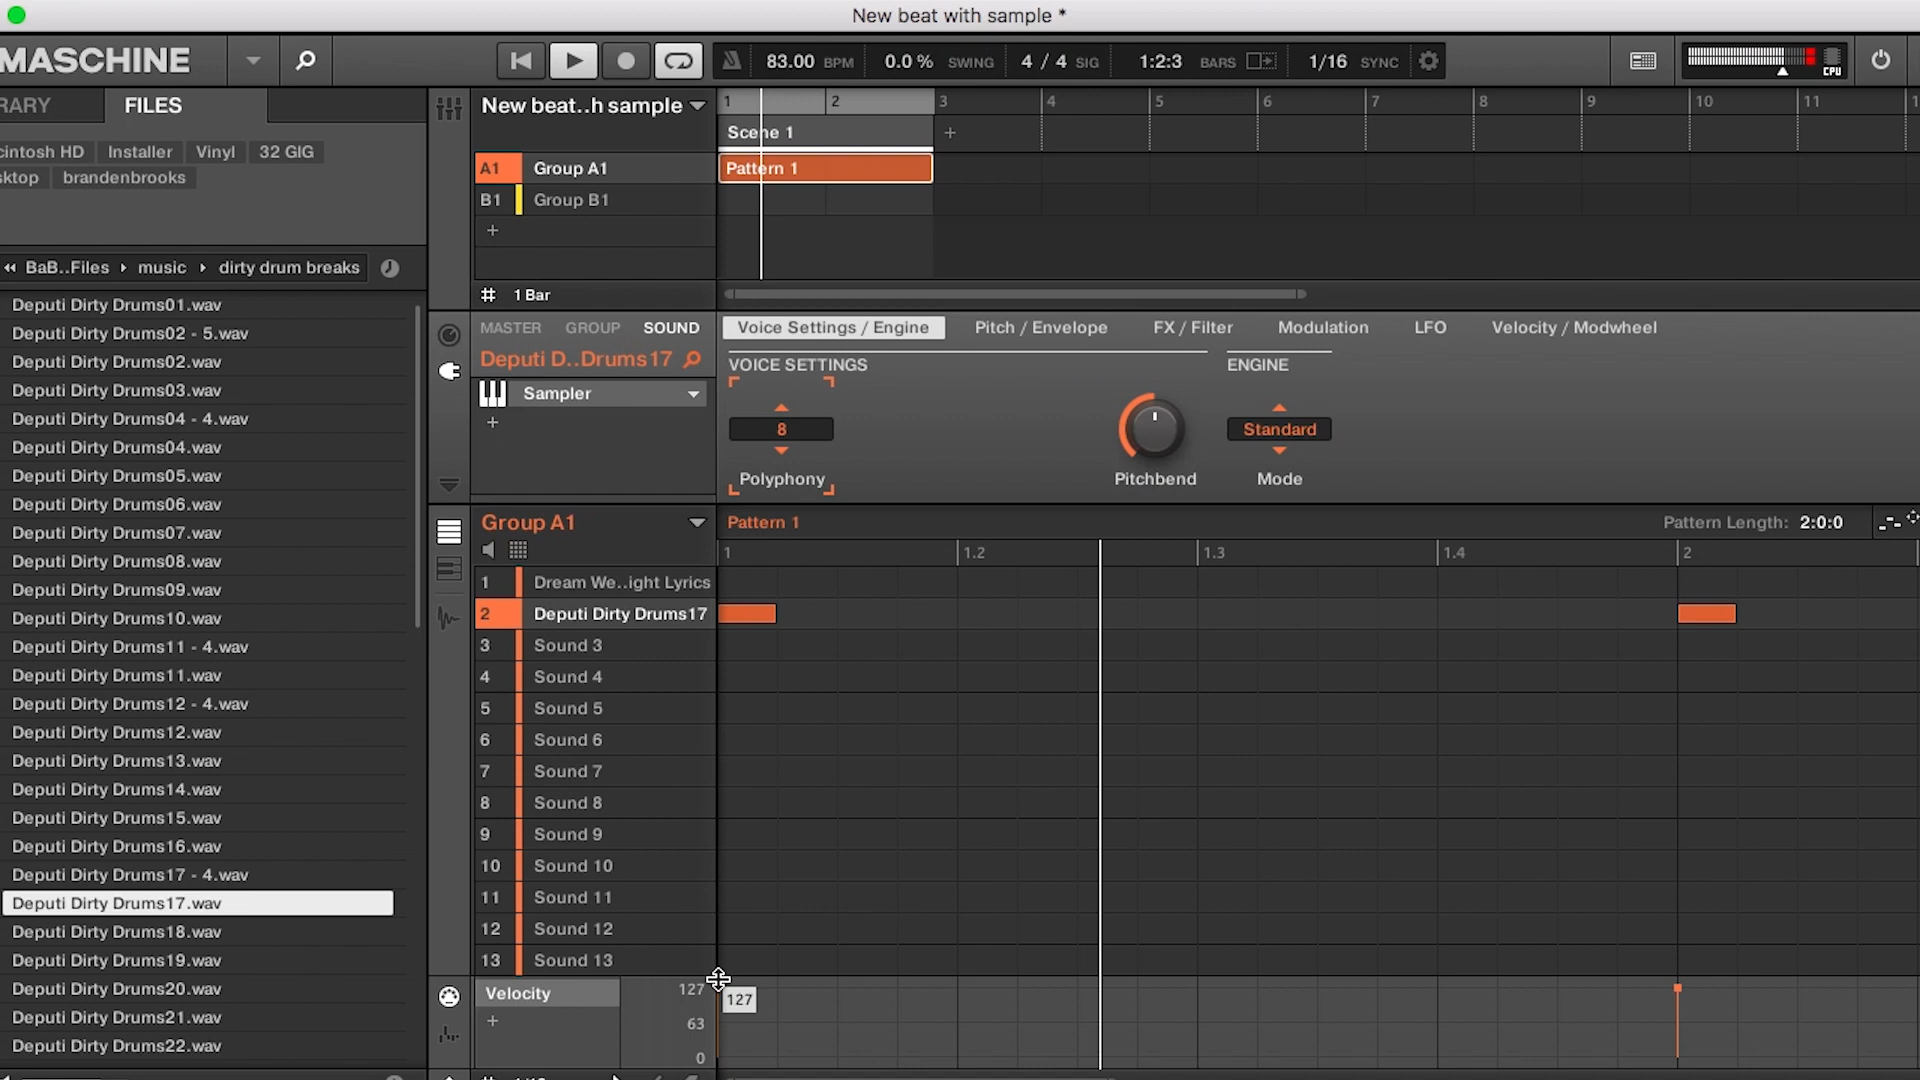 New beat with sample *
MASCHINE
83.00 BPM
0.0 % SWING
4 / 4 SIG
1:2:3 BARS
1/16 SYNC
CPU
RARY
FILES
cintosh HD
Installer
Vinyl
32 GIG
sktop
brandenbrooks
BaB..Files
music
dirty drum breaks
Deputi Dirty Drums01.wav
Deputi Dirty Drums02 - 5.wav
Deputi Dirty Drums02.wav
Deputi Dirty Drums03.wav
Deputi Dirty Drums04 - 4.wav
Deputi Dirty Drums04.wav
Deputi Dirty Drums05.wav
Deputi Dirty Drums06.wav
Deputi Dirty Drums07.wav
Deputi Dirty Drums08.wav
Deputi Dirty Drums09.wav
Deputi Dirty Drums10.wav
Deputi Dirty Drums11 - 4.wav
Deputi Dirty Drums11.wav
Deputi Dirty Drums12 - 4.wav
Deputi Dirty Drums12.wav
Deputi Dirty Drums13.wav
Deputi Dirty Drums14.wav
Deputi Dirty Drums15.wav
Deputi Dirty Drums16.wav
Deputi Dirty Drums17 - 4.wav
Deputi Dirty Drums17.wav
Deputi Dirty Drums18.wav
Deputi Dirty Drums19.wav
Deputi Dirty Drums20.wav
Deputi Dirty Drums21.wav
Deputi Dirty Drums22.wav
New beat..h sample
1 2 3 4 5 6 7 8 9 10 11
Scene 1 +
A1 Group A1
Pattern 1
B1 Group B1
+
1 Bar
MASTER GROUP SOUND
Voice Settings / Engine
Pitch / Envelope
FX / Filter
Modulation
LFO
Velocity / Modwheel
Deputi D..Drums17
VOICE SETTINGS
ENGINE
Sampler
+
8
Standard
Polyphony
Pitchbend
Mode
Group A1
Pattern 1
Pattern Length: 2:0:0
1 1.2 1.3 1.4 2
1 Dream We..ight Lyrics
2 Deputi Dirty Drums17
3 Sound 3
4 Sound 4
5 Sound 5
6 Sound 6
7 Sound 7
8 Sound 8
9 Sound 9
10 Sound 10
11 Sound 11
12 Sound 12
13 Sound 13
Velocity
+
127
63
0
127